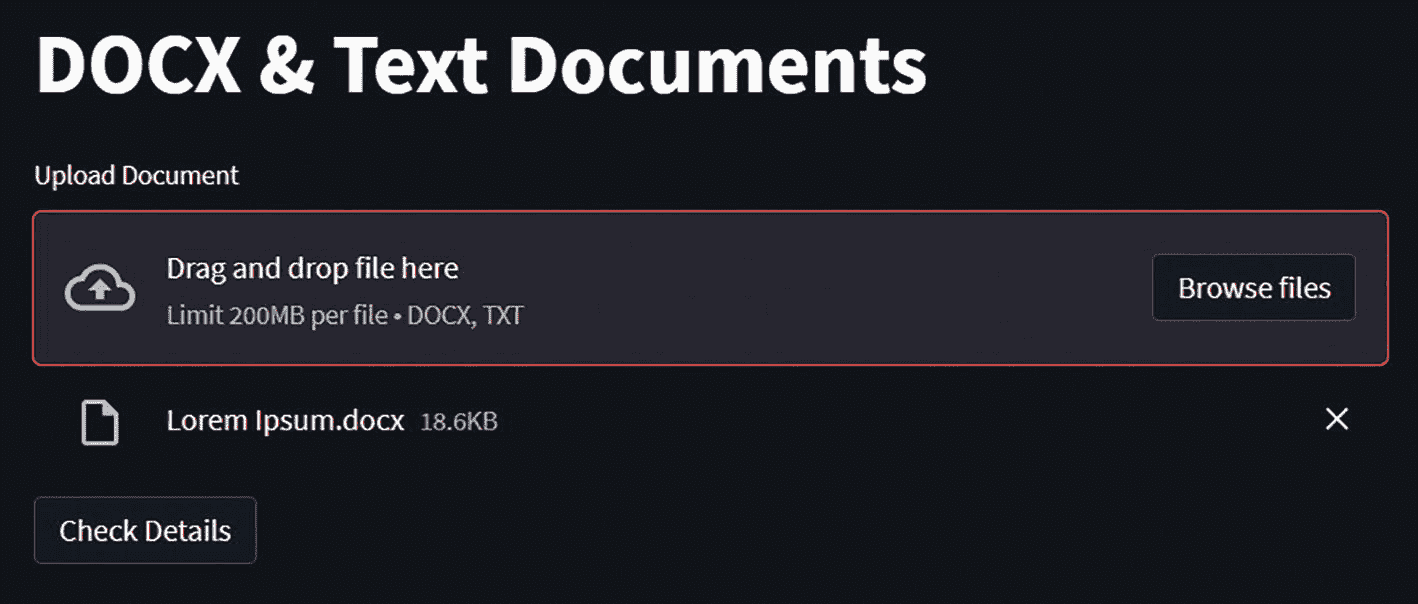 DOCX & Text Documents
Upload Document
Drag and drop file here
Limit 200MB per file • DOCX, TXT
Browse files
Lorem Ipsum.docx 18.6KB
Check Details